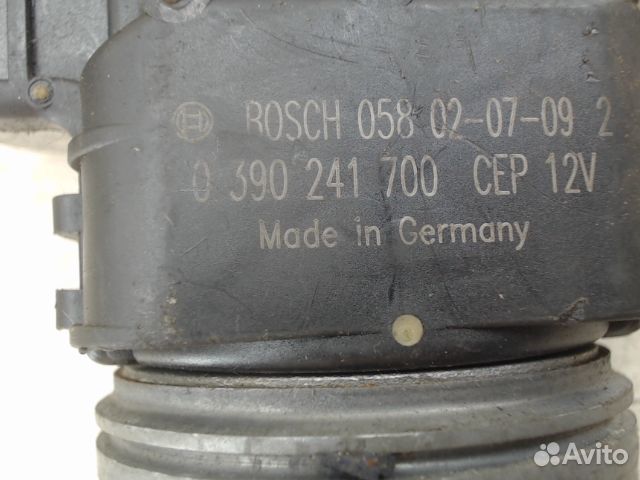 BOSCH 058 02-07-09 2
0 390 241 700 CEP 12V
Made in Germany
Avito